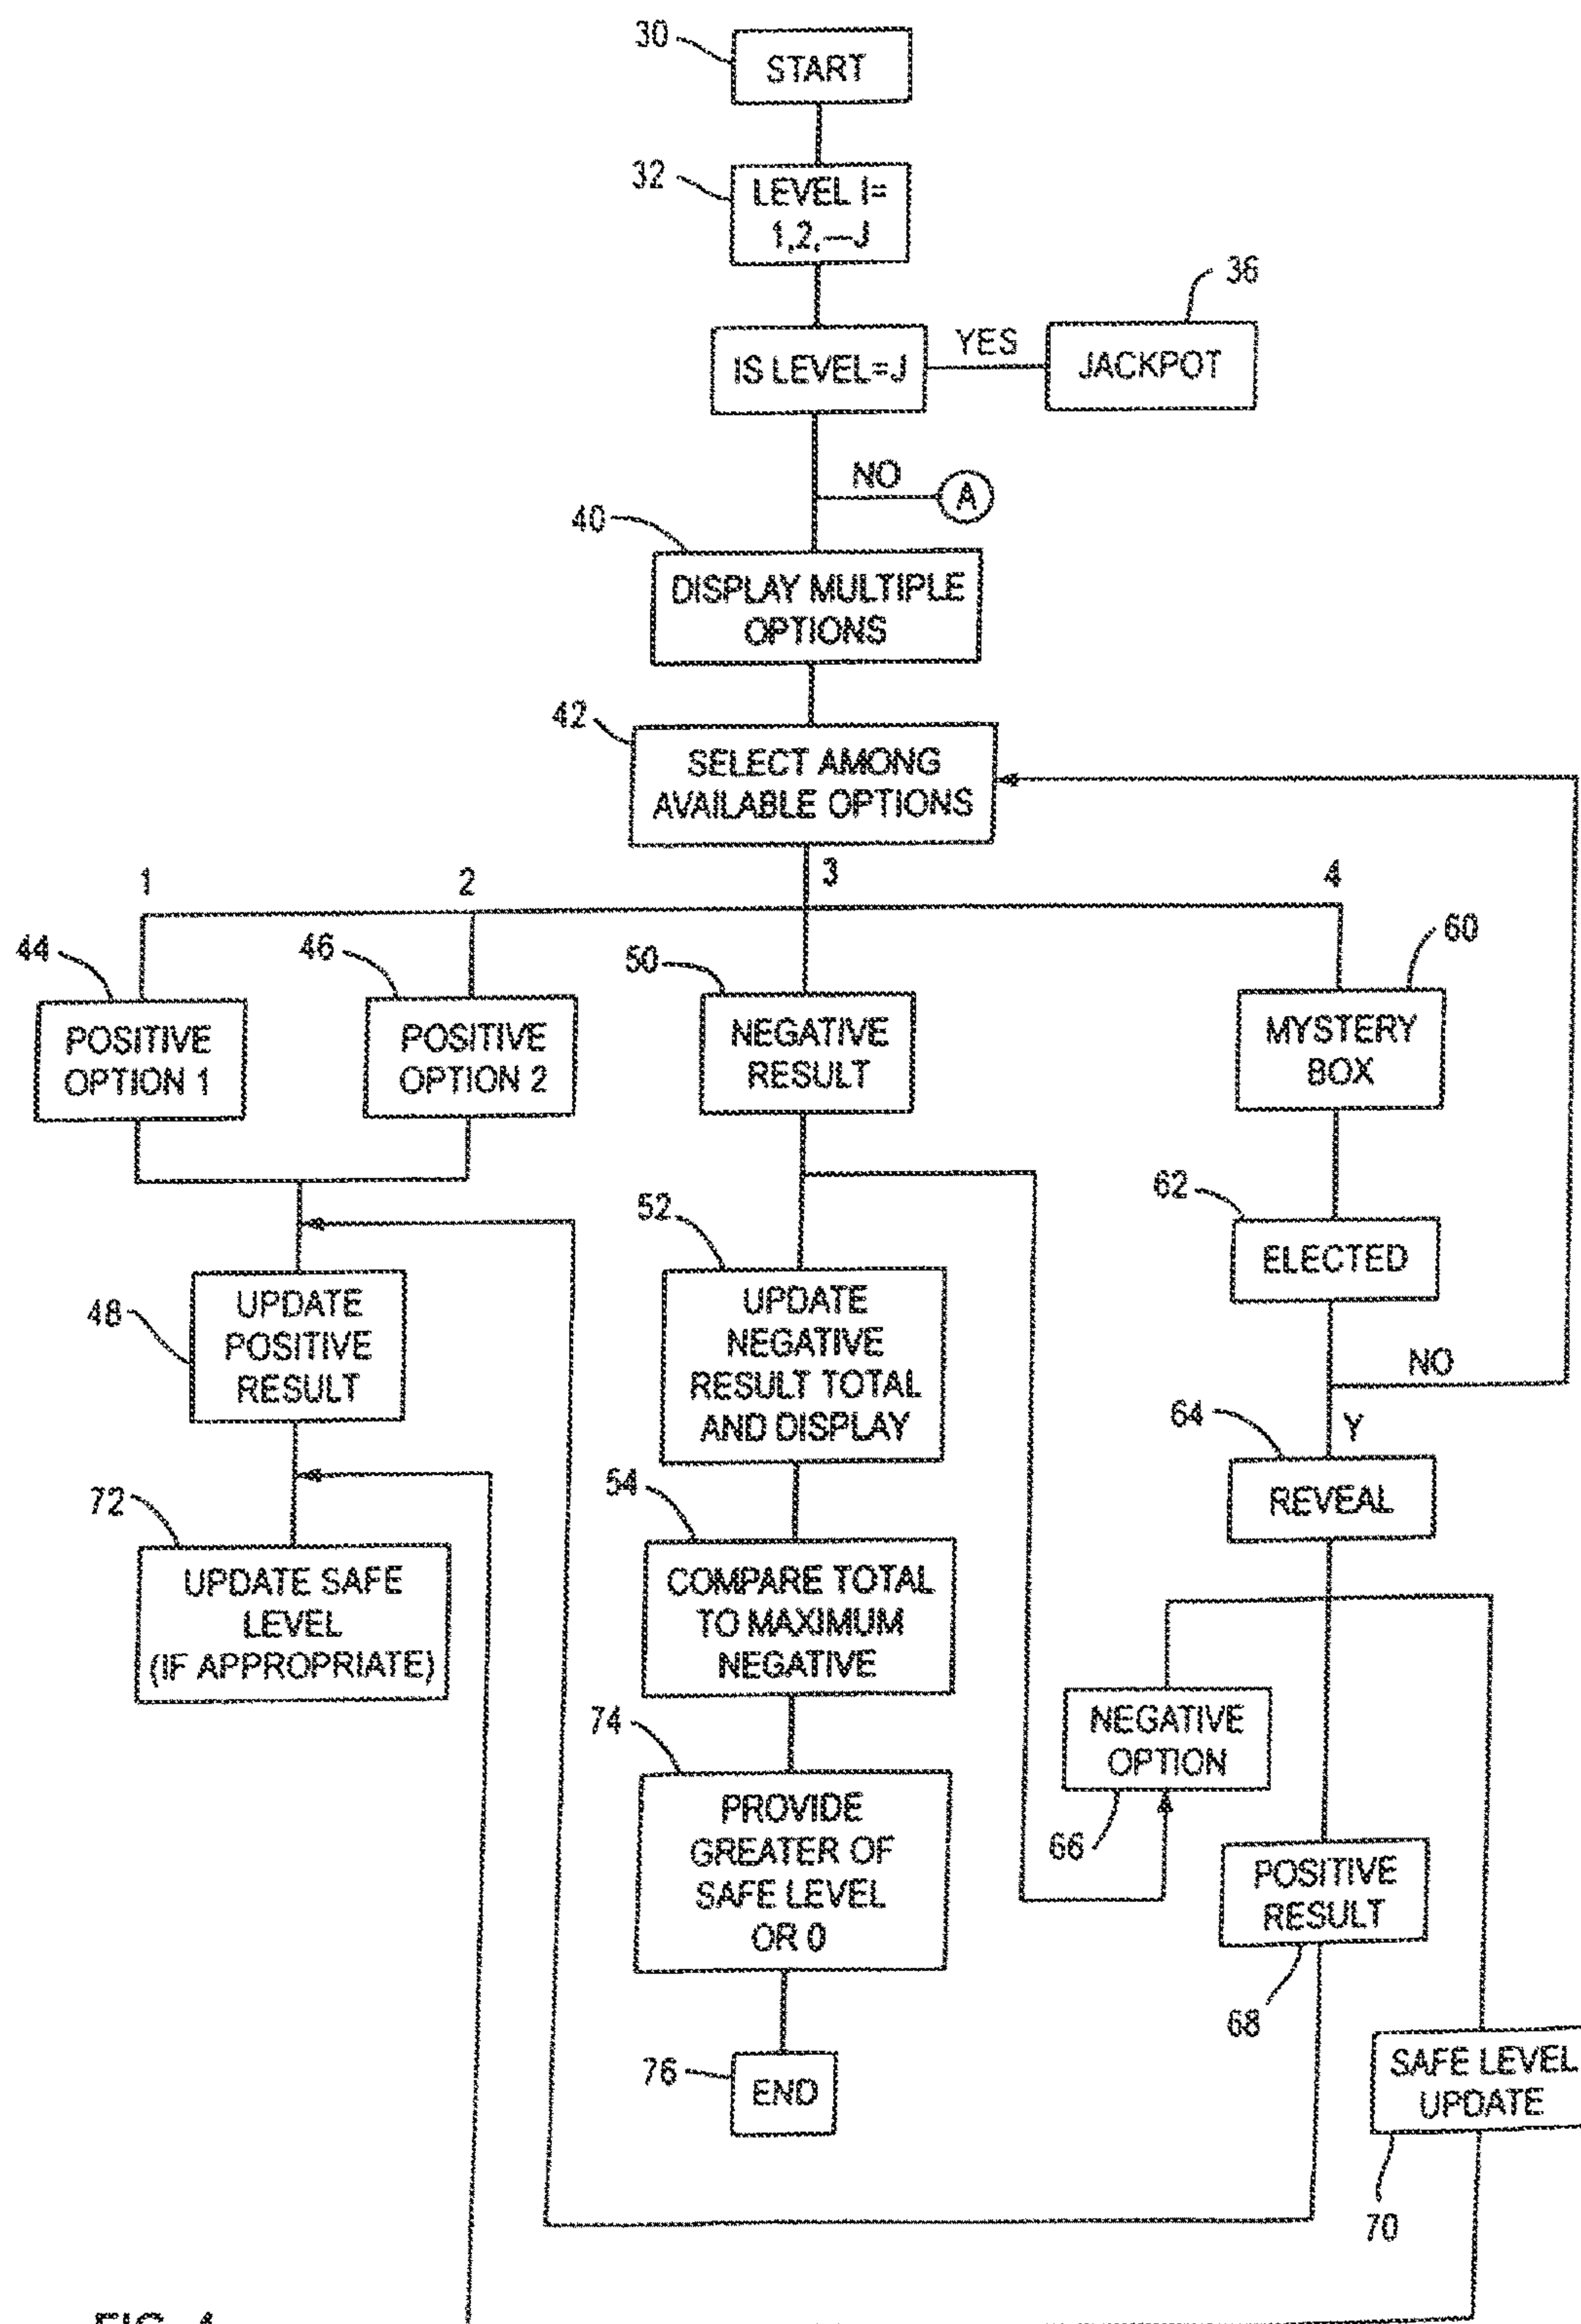 30
START
32
LEVEL I=
1,2,—J
36
IS LEVEL=J
YES
JACKPOT
NO
A
40
DISPLAY MULTIPLE
OPTIONS
42
SELECT AMONG
AVAILABLE OPTIONS
1
2
3
4
44
46
50
60
POSITIVE
OPTION 1
POSITIVE
OPTION 2
NEGATIVE
RESULT
MYSTERY
BOX
52
62
ELECTED
48
UPDATE
POSITIVE
RESULT
UPDATE
NEGATIVE
RESULT TOTAL
AND DISPLAY
NO
64
Y
REVEAL
72
UPDATE SAFE
LEVEL
(IF APPROPRIATE)
54
COMPARE TOTAL
TO MAXIMUM
NEGATIVE
74
NEGATIVE
OPTION
66
PROVIDE
GREATER OF
SAFE LEVEL
OR 0
POSITIVE
RESULT
68
76
END
SAFE LEVEL
UPDATE
70